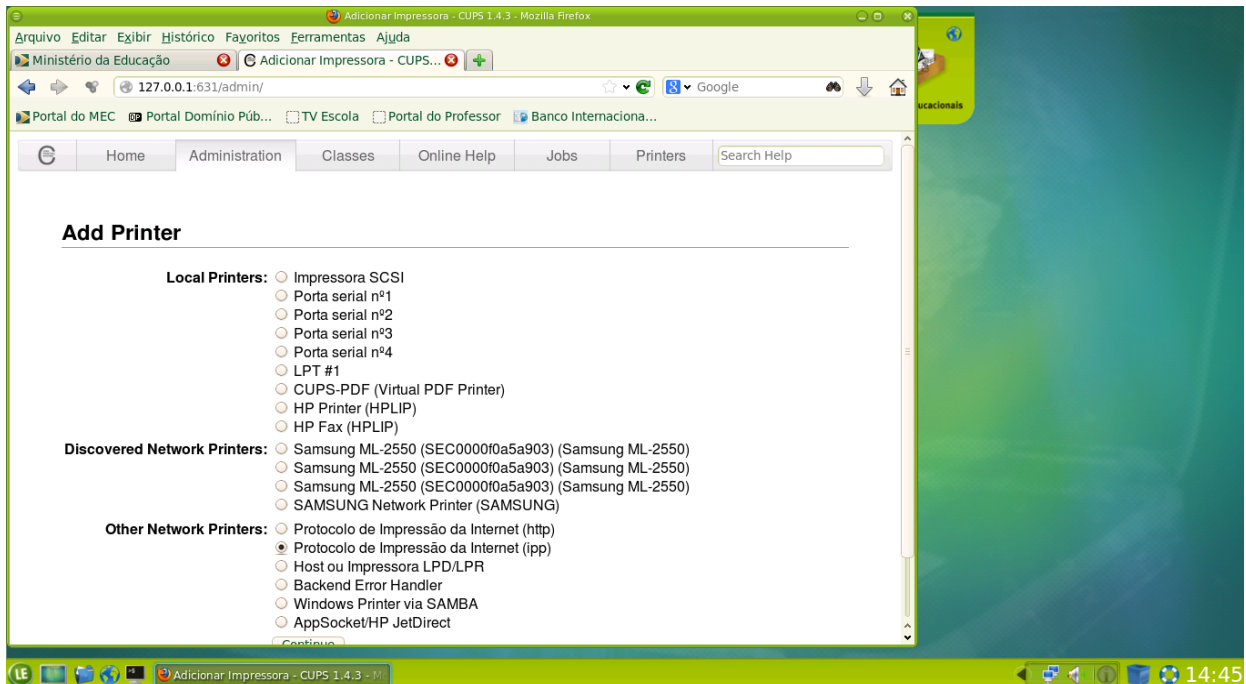 Adicionar Impressora - CUPS 1.4.3 - Mozilla Firefox
Arquivo Editar Exibir Histórico Favoritos Ferramentas Ajuda
Ministério da Educação
Adicionar Impressora - CUPS...
127.0.0.1:631/admin/
Google
Portal do MEC
Portal Domínio Púb...
TV Escola
Portal do Professor
Banco Internaciona...
ucacionais
Home Administration Classes Online Help Jobs Printers Search Help
Add Printer
Local Printers: Impressora SCSI
Porta serial nº1
Porta serial nº2
Porta serial nº3
Porta serial nº4
LPT #1
CUPS-PDF (Virtual PDF Printer)
HP Printer (HPLIP)
HP Fax (HPLIP)
Discovered Network Printers: Samsung ML-2550 (SEC0000f0a5a903) (Samsung ML-2550)
Samsung ML-2550 (SEC0000f0a5a903) (Samsung ML-2550)
Samsung ML-2550 (SEC0000f0a5a903) (Samsung ML-2550)
SAMSUNG Network Printer (SAMSUNG)
Other Network Printers: Protocolo de Impressão da Internet (http)
Protocolo de Impressão da Internet (ipp)
Host ou Impressora LPD/LPR
Backend Error Handler
Windows Printer via SAMBA
AppSocket/HP JetDirect
Continue
LE
Adicionar Impressora - CUPS 1.4.3 - M
14:45